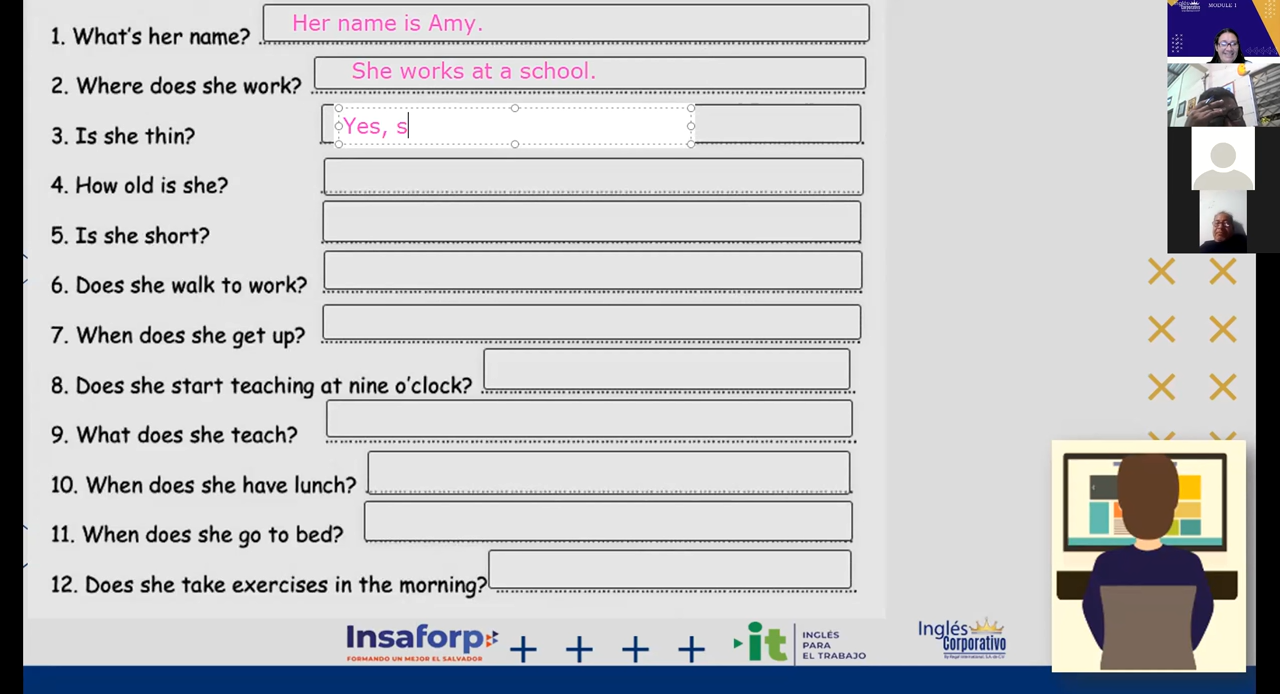 MODULE 1
1. What's her name? Her name is Amy.
2. Where does she work? She works at a school.
3. Is she thin? Yes, s
4. How old is she?
5. Is she short?
6. Does she walk to work?
7. When does she get up?
8. Does she start teaching at nine o'clock?
9. What does she teach?
10. When does she have lunch?
11. When does she go to bed?
12. Does she take exercises in the morning?
Insaforp
FORMANDO UN MEJOR EL SALVADOR
it
INGLÉS
PARA
EL TRABAJO
Inglés
Corporativo